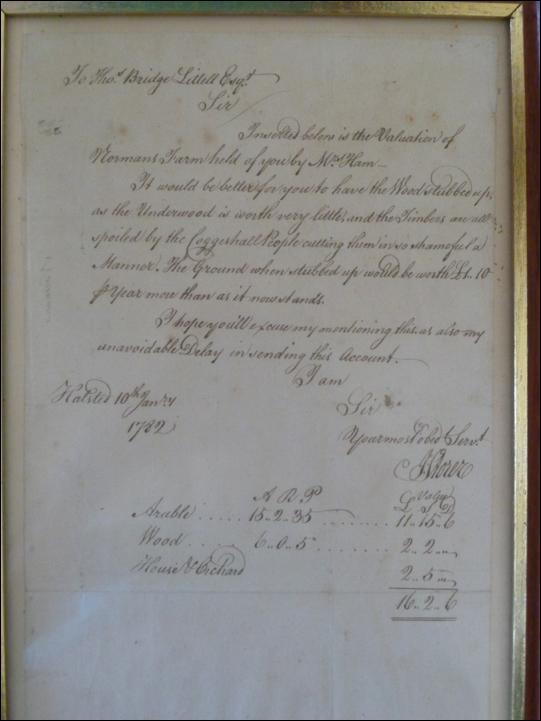 To Thos. Bridge Littell Esqr.
Sir
Inserted below is the Valuation of
Normans Farm held of you by Mrs. Ham —
It would be better for you to have the Wood stubbed up,
as the Underwood is worth very little, and the Timbers are all
spoiled by the Coggeshall People cutting them in so shameful a
Manner. The Ground when stubbed up would be worth £1. 10
Year more than as it now stands.
I hope you'll excuse my mentioning this, as also my
unavoidable Delay in sending this Account.
I am
Halsted 10th Janry
Sir
1782
Your most obedt Servt.
A R P
Value
£ S D
Arable ..... 15.. 2.. 35 ....... 11.. 15.. 6
Wood ..... 6.. 0.. 5 ....... 2.. 2..
House & Orchard
2.. 5..
16.. 2.. 6